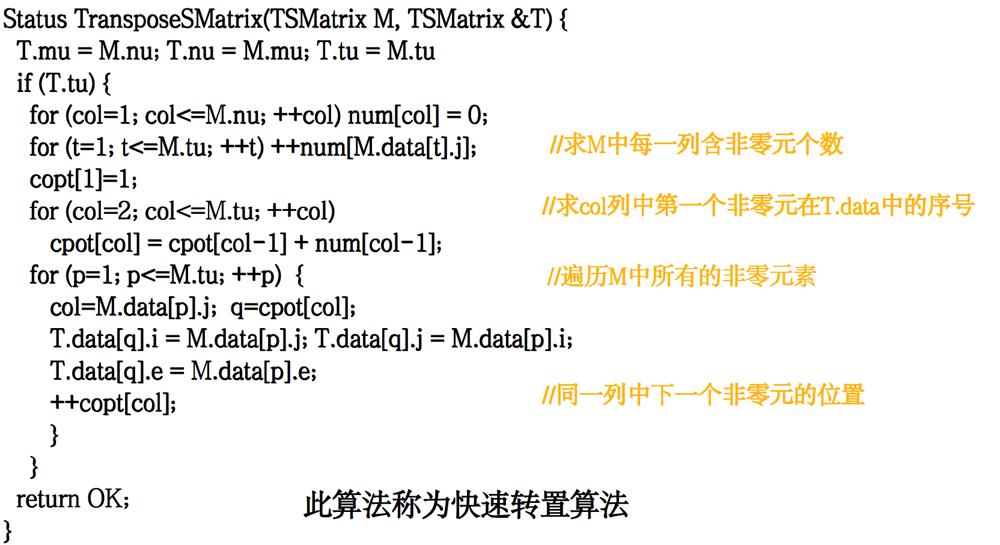 Status TransposeSMatrix(TSMatrix M, TSMatrix &T) {
T.mu = M.nu; T.nu = M.mu; T.tu = M.tu
if (T.tu) {
for (col=1; col<=M.nu; ++col) num[col] = 0;
for (t=1; t<=M.tu; ++t) ++num[M.data[t].j]; //求M中每一列含非零元个数
copt[1]=1;
for (col=2; col<=M.tu; ++col) //求col列中第一个非零元在T.data中的序号
cpot[col] = cpot[col-1] + num[col-1];
for (p=1; p<=M.tu; ++p) { //遍历M中所有的非零元素
col=M.data[p].j; q=cpot[col];
T.data[q].i = M.data[p].j; T.data[q].j = M.data[p].i;
T.data[q].e = M.data[p].e;
++copt[col]; //同一列中下一个非零元的位置
}
}
return OK; 此算法称为快速转置算法
}